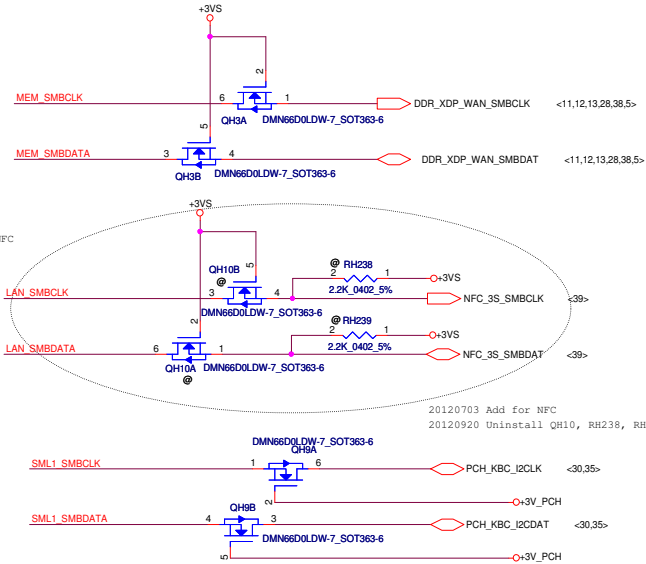 +3VS
2
MEM_SMBCLK 6 1 DDR_XDP_WAN_SMBCLK <11,12,13,28,38,5>
QH3A DMN66D0LDW-7_SOT363-6
5
MEM_SMBDATA 3 4 DDR_XDP_WAN_SMBDAT <11,12,13,28,38,5>
QH3B DMN66D0LDW-7_SOT363-6
+3VS
NFC
5
QH10B @ RH238
@ 2 1 +3VS
LAN_SMBCLK 3 4 2.2K_0402_5% NFC_3S_SMBCLK <39>
DMN66D0LDW-7_SOT363-6
2 @ RH239
2 1 +3VS
LAN_SMBDATA 6 1 2.2K_0402_5% NFC_3S_SMBDAT <39>
QH10A DMN66D0LDW-7_SOT363-6
@
20120703 Add for NFC
20120920 Uninstall QH10, RH238, RH
DMN66D0LDW-7_SOT363-6
QH9A
SML1_SMBCLK 1 6 PCH_KBC_I2CLK <30,35>
2 +3V_PCH
QH9B
SML1_SMBDATA 4 3 PCH_KBC_I2CDAT <30,35>
DMN66D0LDW-7_SOT363-6
5 +3V_PCH